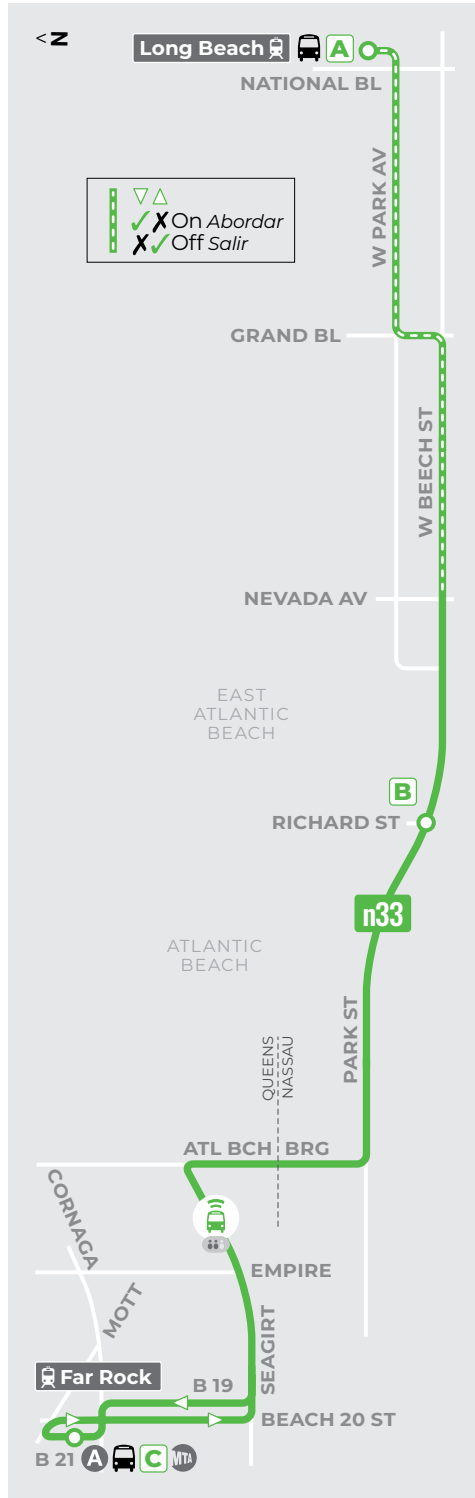 < N
Long Beach A
NATIONAL BL
W PARK AV
On Abordar
Off Salir
GRAND BL
W BEECH ST
NEVADA AV
EAST
ATLANTIC
BEACH
B
RICHARD ST
n33
ATLANTIC
BEACH
QUEENS
NASSAU
PARK ST
ATL BCH BRG
CORNAGA
EMPIRE
MOTT
SEAGIRT
Far Rock
B 19
BEACH 20 ST
B 21 A C MTA